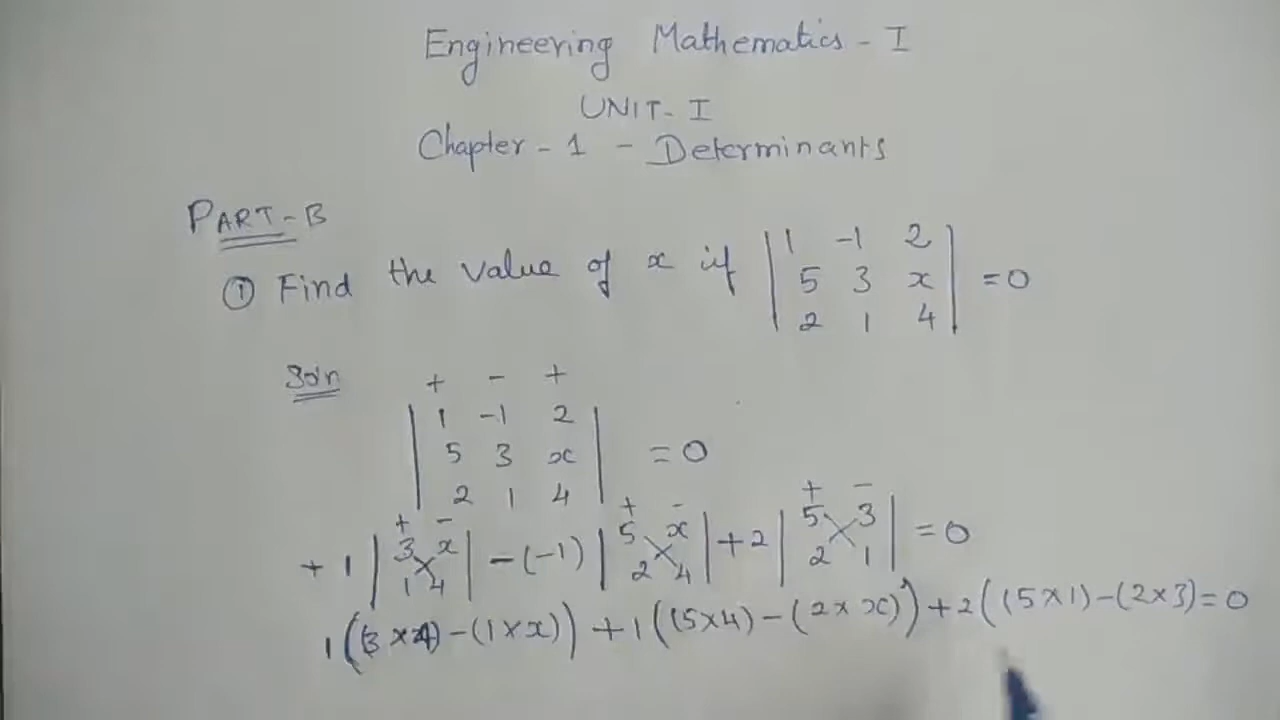 Engineering Mathematics - I
UNIT - I
Chapter - 1 - Determinants
PART - B
① Find the value of x if | 1 -1 2 |
| 5 3 x | = 0
| 2 1 4 |
Soln
+ - +
| 1 -1 2 |
| 5 3 x | = 0
| 2 1 4 |
+ - + - + -
+ 1 | 3 x | - (-1) | 5 x | + 2 | 5 3 | = 0
| 1 4 | | 2 4 | | 2 1 |
1 ((3 × 4) - (1 × x)) + 1 ((5 × 4) - (2 × x)) + 2 ((5 × 1) - (2 × 3) = 0